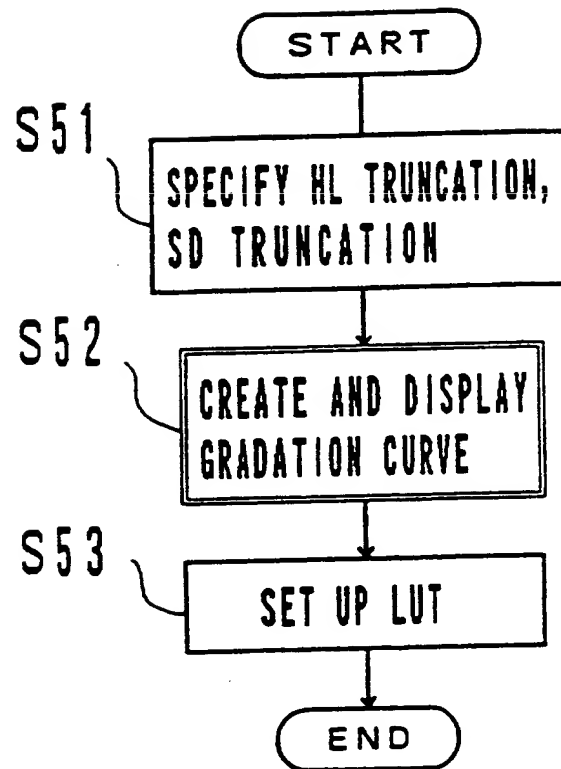 START
S51
SPECIFY HL TRUNCATION,
SD TRUNCATION
S52
CREATE AND DISPLAY
GRADATION CURVE
S53
SET UP LUT
END